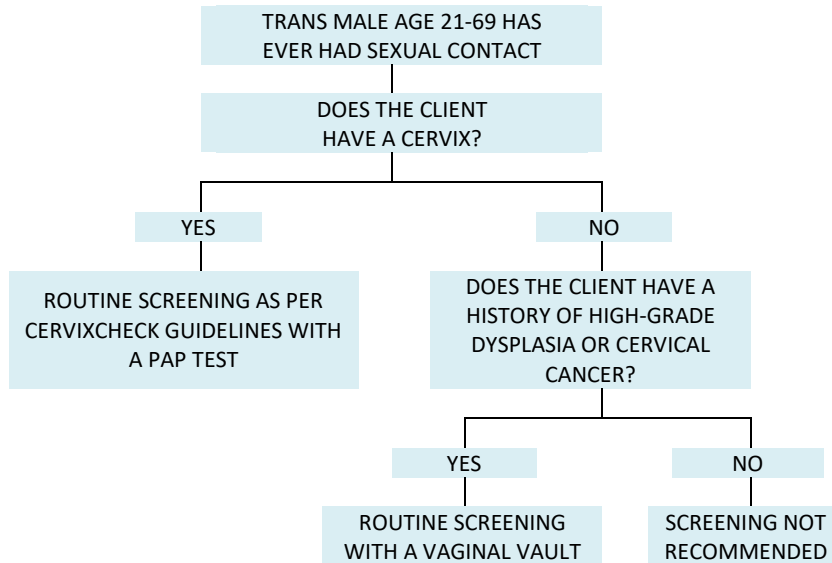 TRANS MALE AGE 21-69 HAS
EVER HAD SEXUAL CONTACT
DOES THE CLIENT
HAVE A CERVIX?
YES
NO
ROUTINE SCREENING AS PER
CERVIXCHECK GUIDELINES WITH
A PAP TEST
DOES THE CLIENT HAVE A
HISTORY OF HIGH-GRADE
DYSPLASIA OR CERVICAL
CANCER?
YES
NO
ROUTINE SCREENING
WITH A VAGINAL VAULT
SCREENING NOT
RECOMMENDED